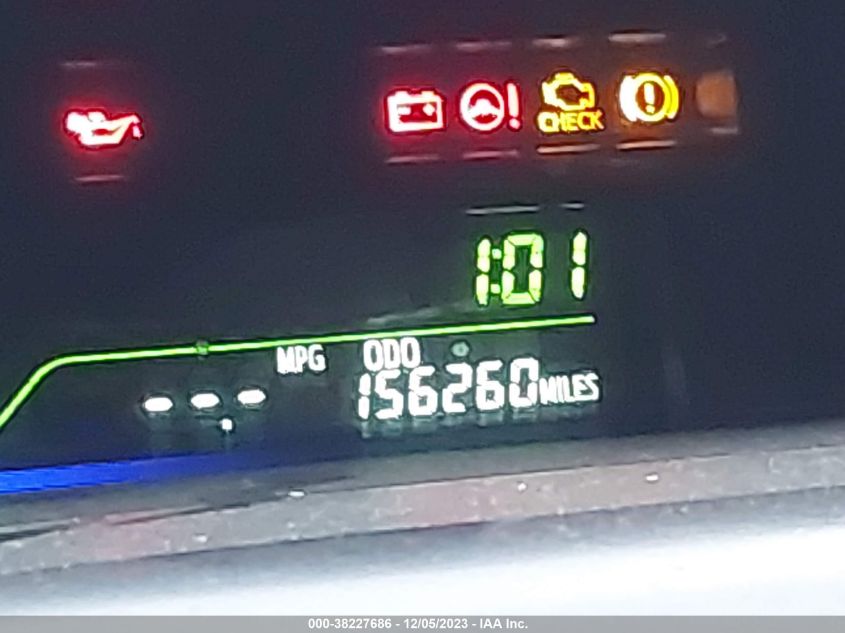 CHECK
1:01
MPG ODO
--- 156260 MILES
000-38227686 - 12/05/2023 - IAA Inc.